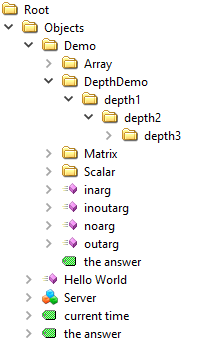 Root
Objects
Demo
Array
DepthDemo
depth1
depth2
depth3
Matrix
Scalar
inarg
inoutarg
noarg
outarg
the answer
Hello World
Server
current time
the answer